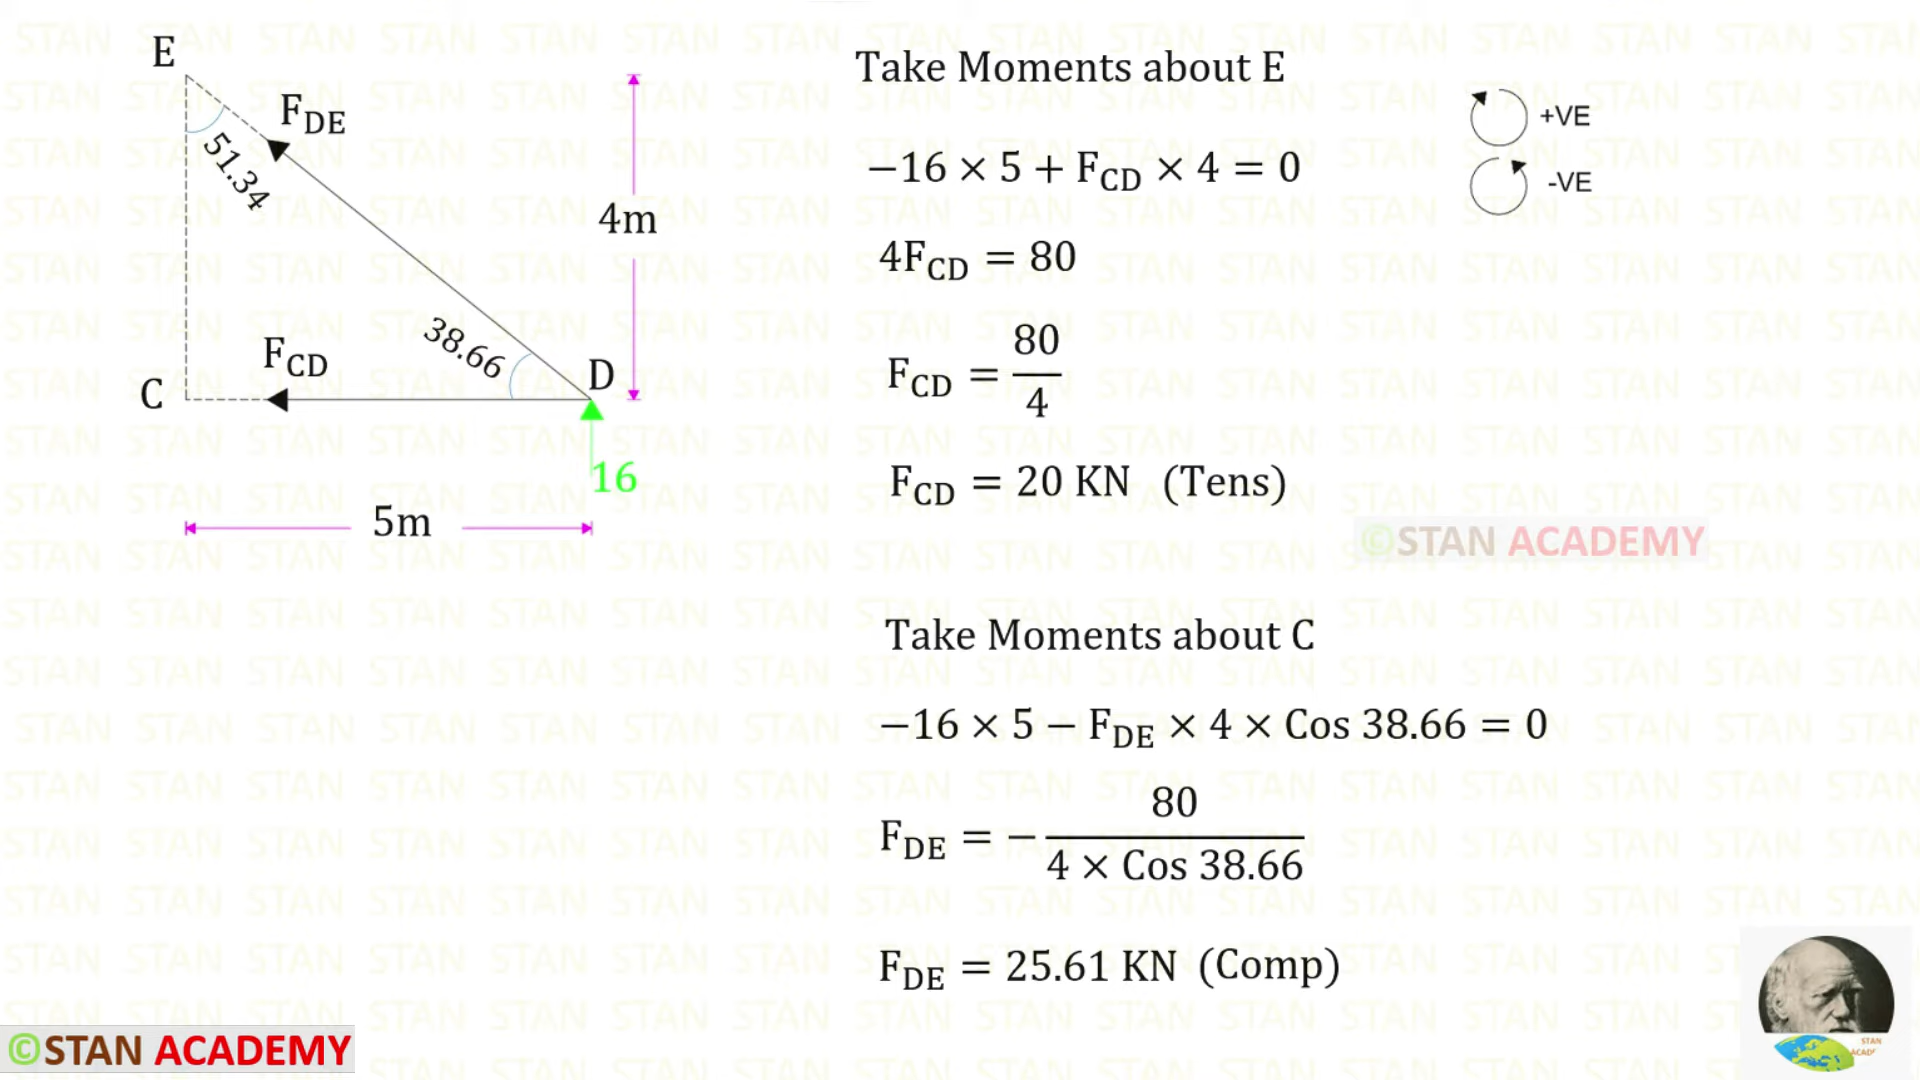 E
F_DE
51.34
4m
38.66
F_CD
C
D
16
5m
Take Moments about E
−16 × 5 + F_CD × 4 = 0
4F_CD = 80
F_CD = 80/4
F_CD = 20 KN (Tens)
+VE
-VE
©STAN ACADEMY
Take Moments about C
−16 × 5 − F_DE × 4 × Cos 38.66 = 0
F_DE = − 80/(4 × Cos 38.66)
F_DE = 25.61 KN (Comp)
©STAN ACADEMY
STAN